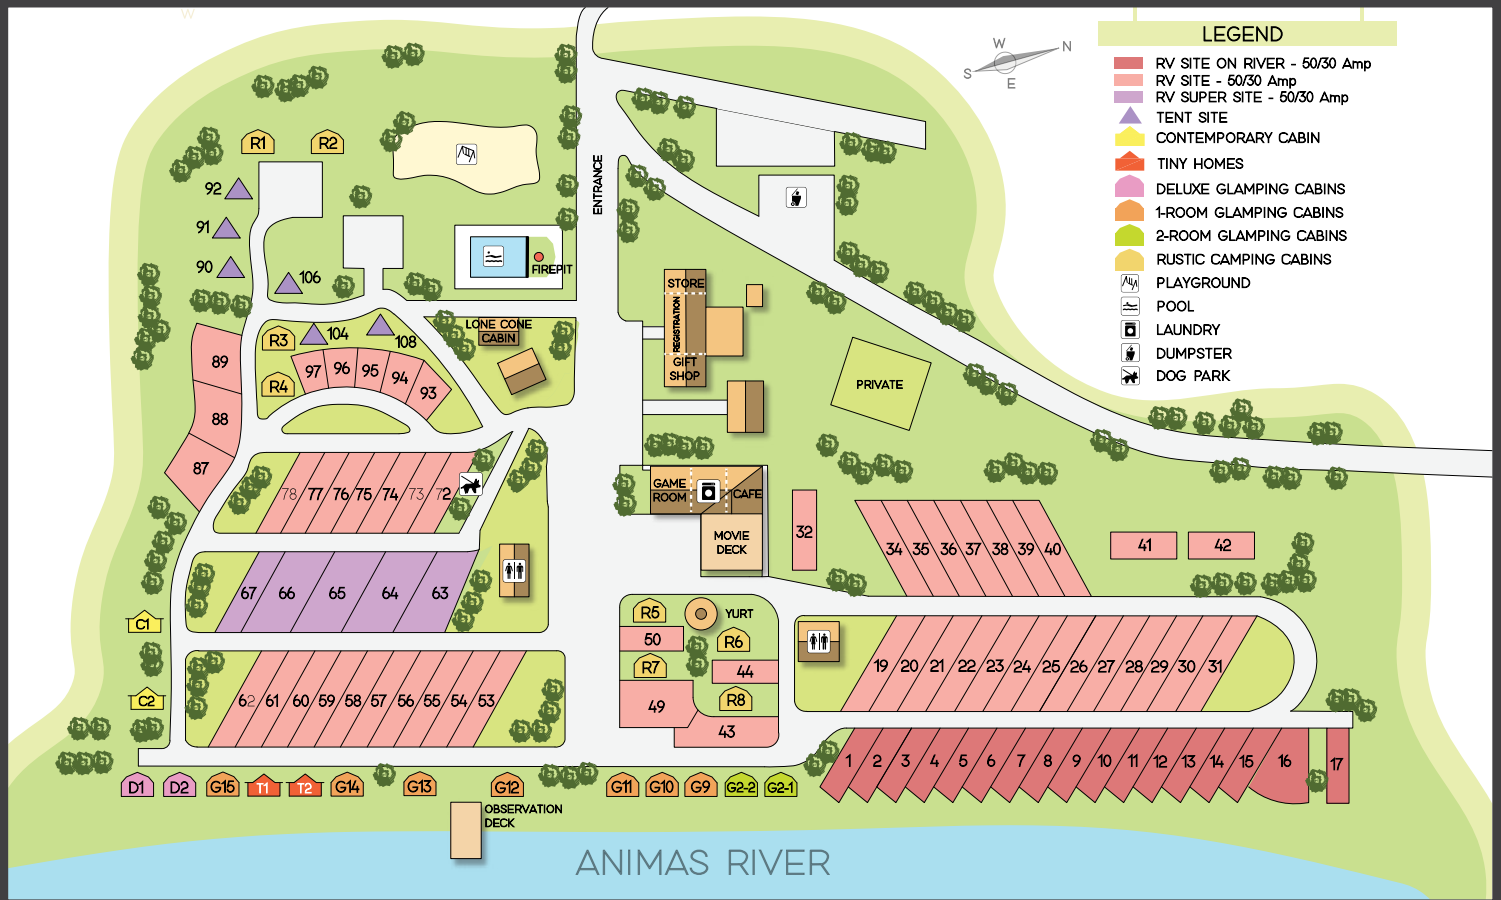 W
N
S
E
LEGEND
RV SITE ON RIVER - 50/30 Amp
RV SITE - 50/30 Amp
RV SUPER SITE - 50/30 Amp
TENT SITE
CONTEMPORARY CABIN
TINY HOMES
DELUXE GLAMPING CABINS
1-ROOM GLAMPING CABINS
2-ROOM GLAMPING CABINS
RUSTIC CAMPING CABINS
PLAYGROUND
POOL
LAUNDRY
DUMPSTER
DOG PARK
W
R1
R2
92
91
90
106
ENTRANCE
FIREPIT
LONE CONE
CABIN
STORE
REGISTRATION
GIFT
SHOP
PRIVATE
R3
104
108
R4
97
96
95
94
93
89
88
87
78
77
76
75
74
73
72
GAME
ROOM
CAFE
MOVIE
DECK
32
34
35
36
37
38
39
40
41
42
67
66
65
64
63
C1
C2
R5
YURT
50
R6
R7
44
49
R8
43
19
20
21
22
23
24
25
26
27
28
29
30
31
62
61
60
59
58
57
56
55
54
53
1
2
3
4
5
6
7
8
9
10
11
12
13
14
15
16
17
D1
D2
G15
T1
T2
G14
G13
G12
G11
G10
G9
G2-2
G2-1
OBSERVATION
DECK
ANIMAS RIVER